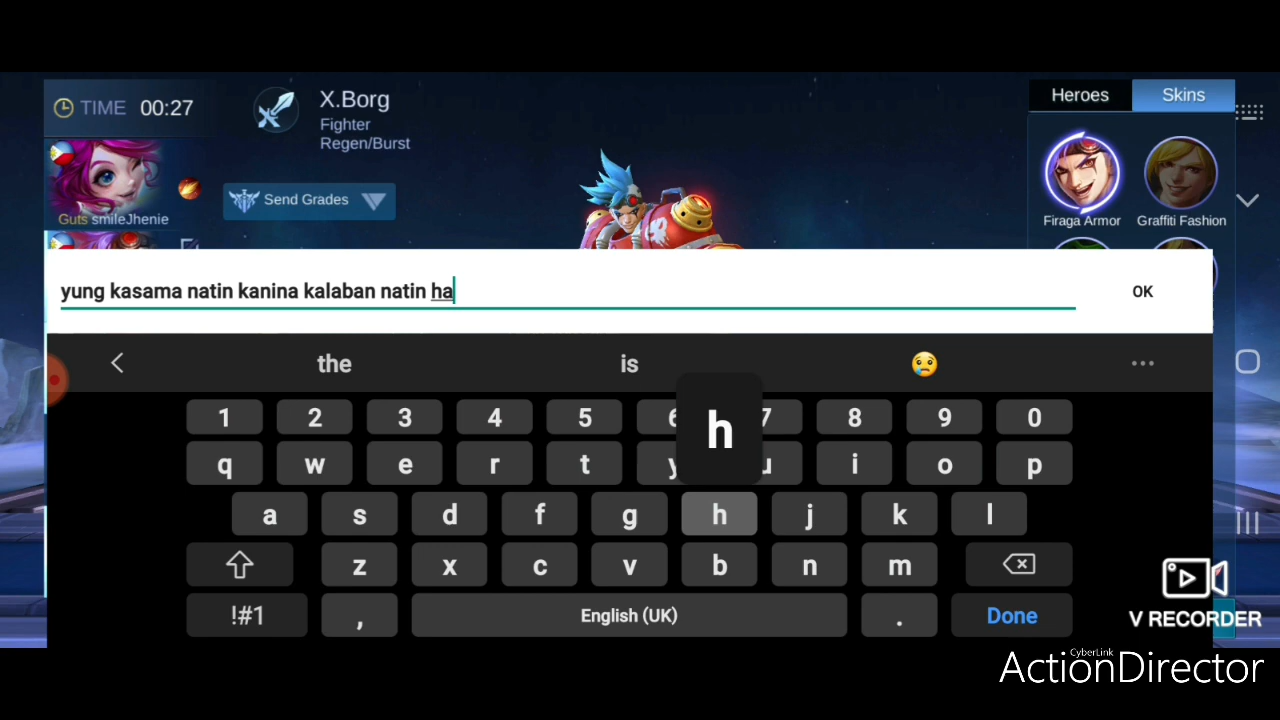 TIME 00:27
X.Borg
Fighter
Regen/Burst
Heroes
Skins
Guts smileJhenie
Send Grades
Firaga Armor
Graffiti Fashion
yung kasama natin kanina kalaban natin ha
OK
the
is
1 2 3 4 5 6 7 8 9 0
h
q w e r t y u i o p
a s d f g h j k l
z x c v b n m
!#1 , English (UK) . Done
V RECORDER
CyberLink
ActionDirector